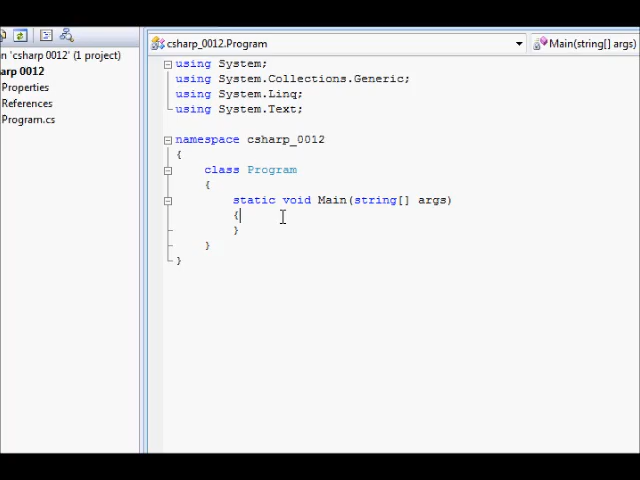 csharp_0012.Program
Main(string[] args)
n 'csharp 0012' (1 project)
arp 0012
Properties
References
Program.cs
using System;
using System.Collections.Generic;
using System.Linq;
using System.Text;
namespace csharp_0012
{
class Program
{
static void Main(string[] args)
{
}
}
}